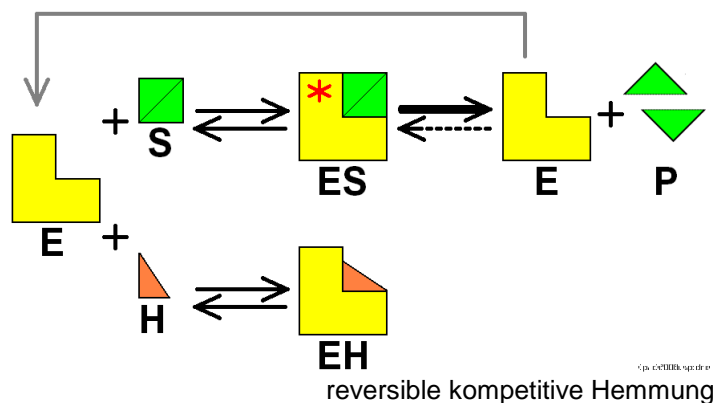 + S
* ES
E + P
E
+ H
EH
reversible kompetitive Hemmung